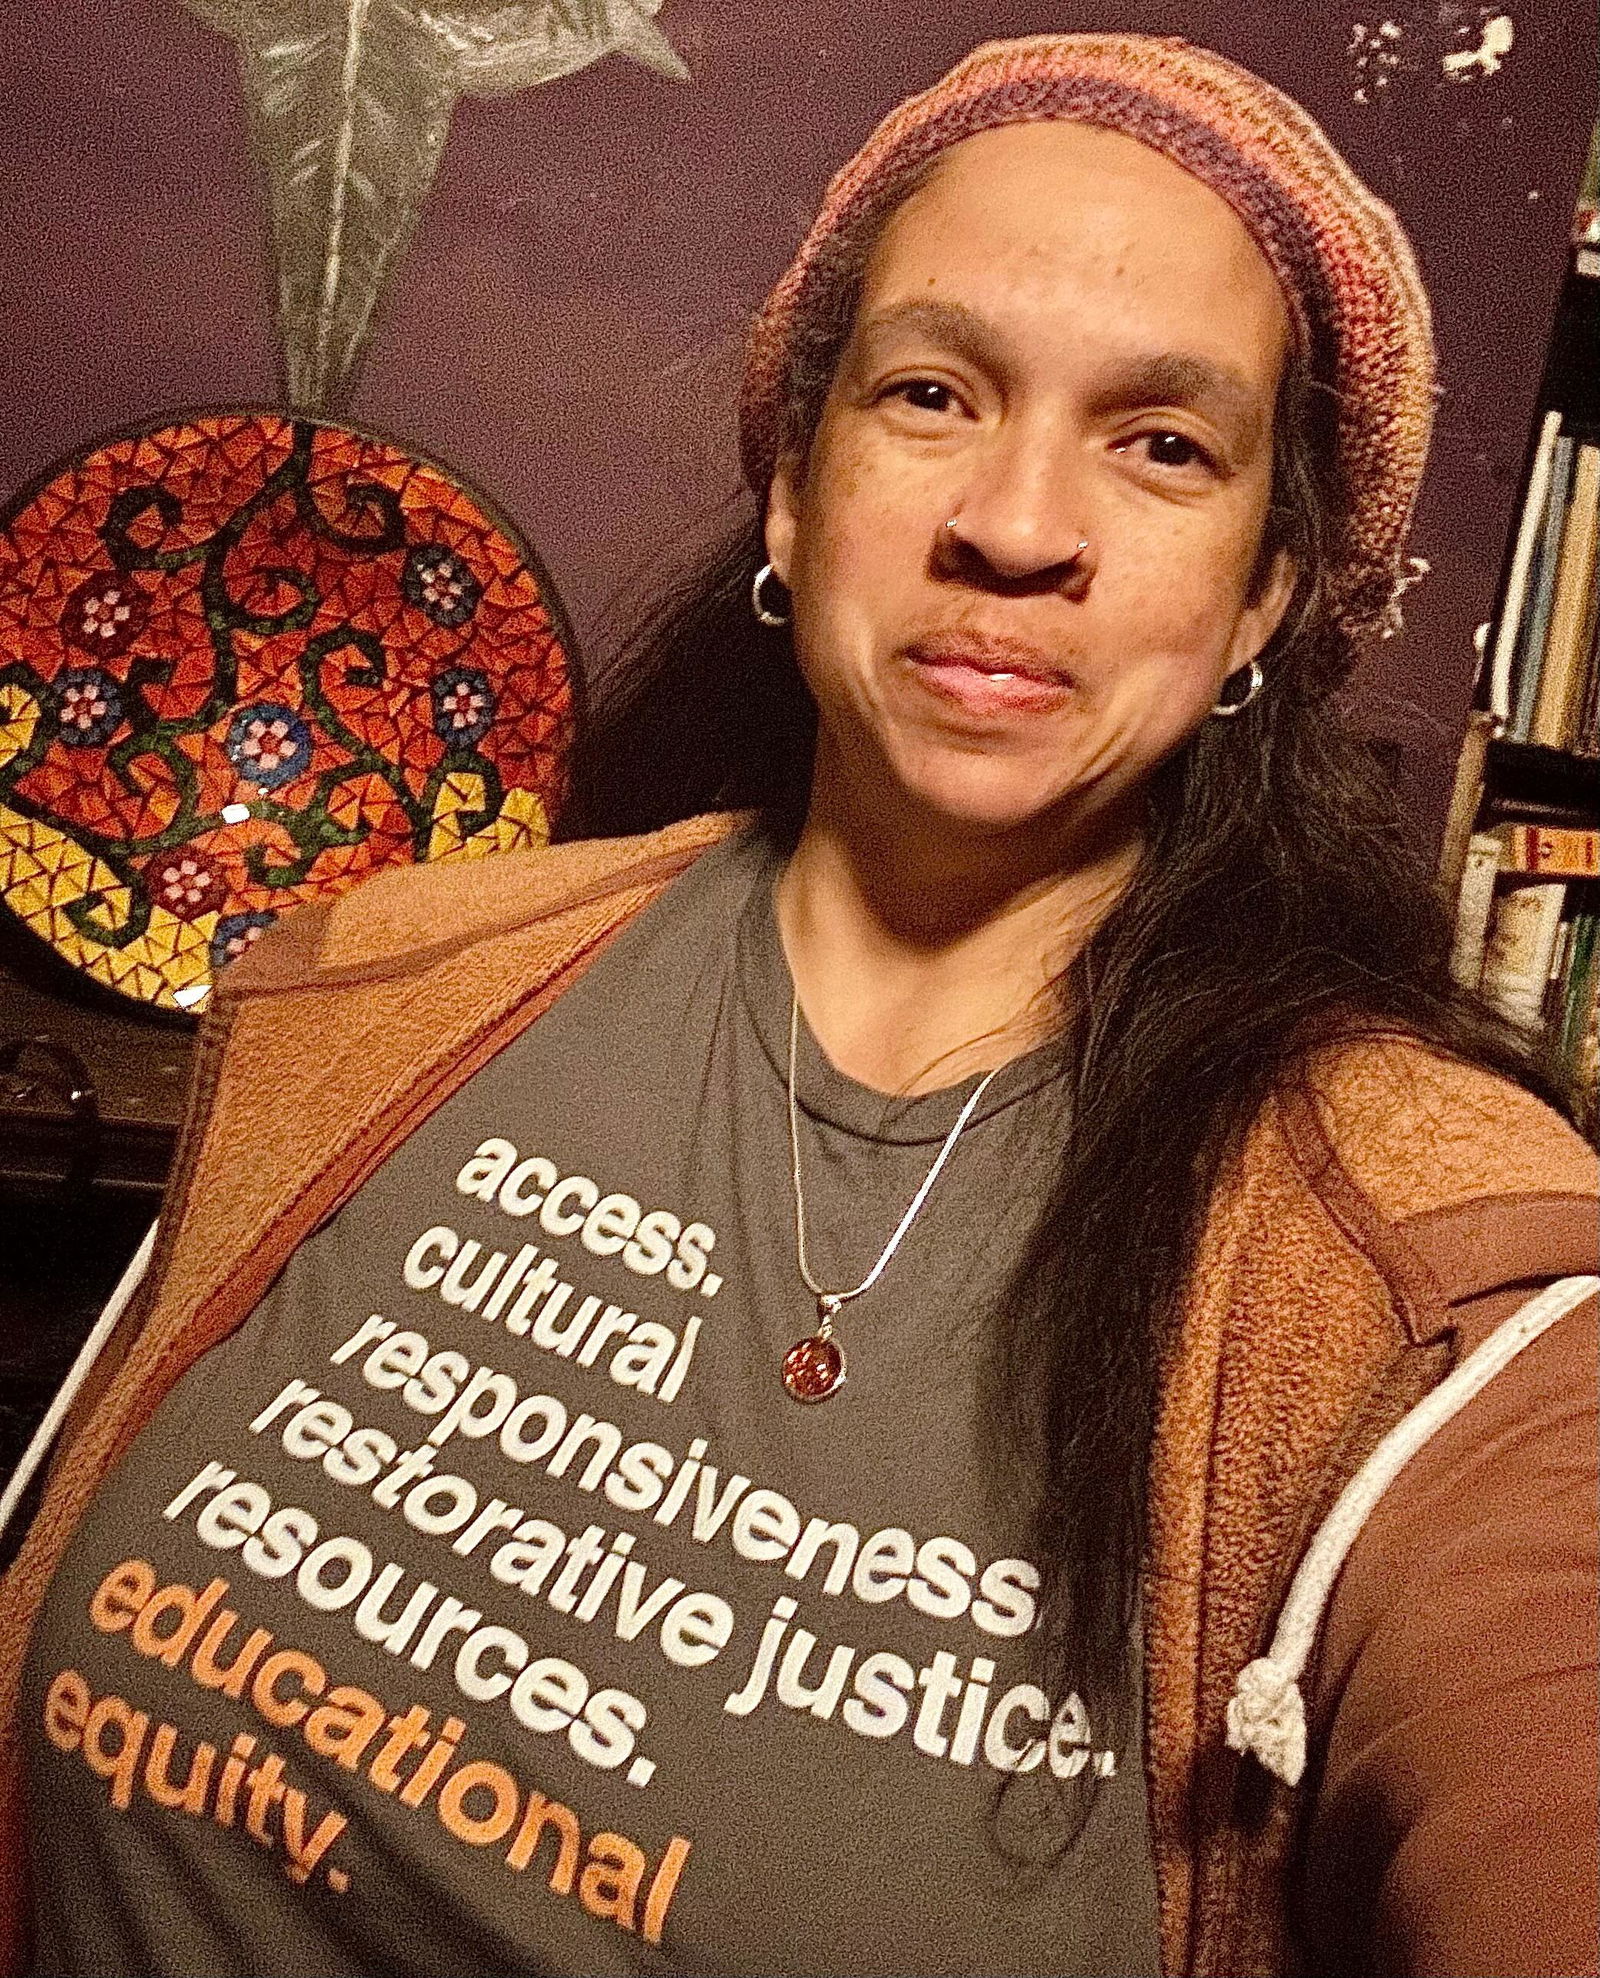 access.
cultural
responsiveness.
restorative justice.
resources.
educational
equity.